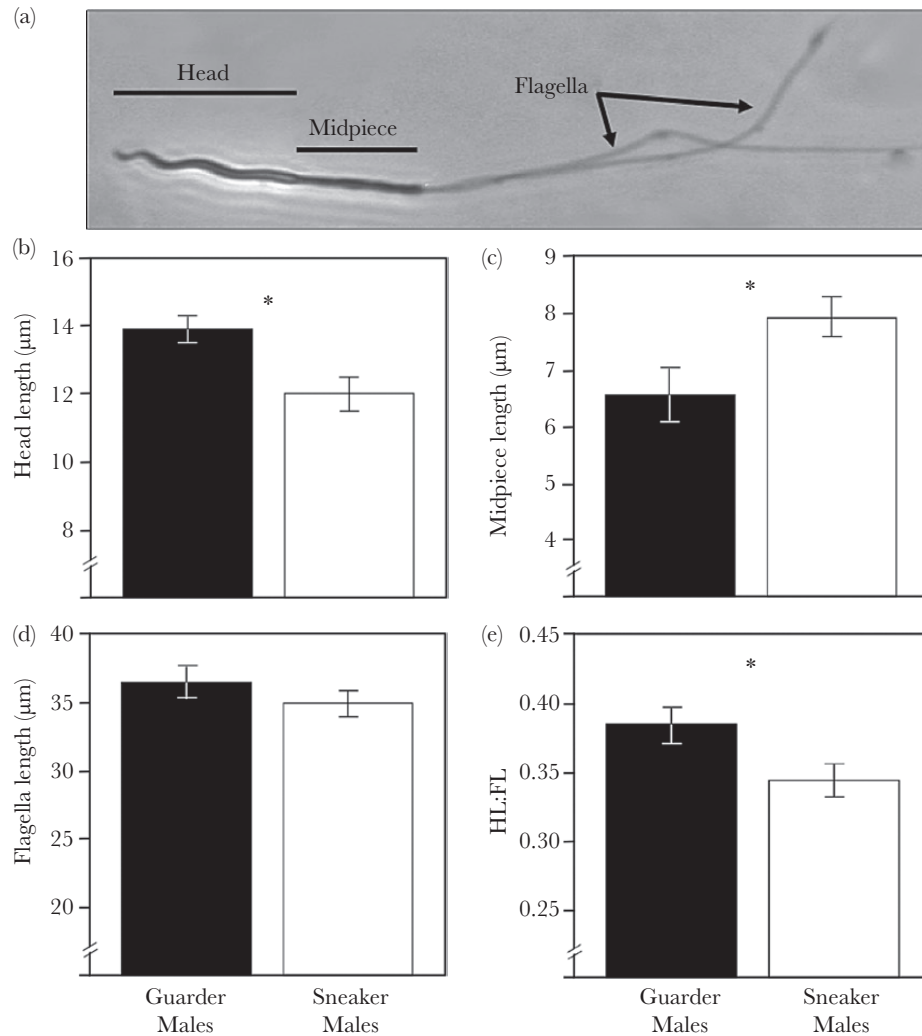 (a)
Head
Midpiece
Flagella
(b)
16
14
12
10
8
Head length (μm)
*
(c)
9
8
7
6
5
4
Midpiece length (μm)
*
(d)
40
35
30
25
20
Flagella length (μm)
Guarder
Males
Sneaker
Males
(e)
0.45
0.40
0.35
0.30
0.25
HL:FL
*
Guarder
Males
Sneaker
Males